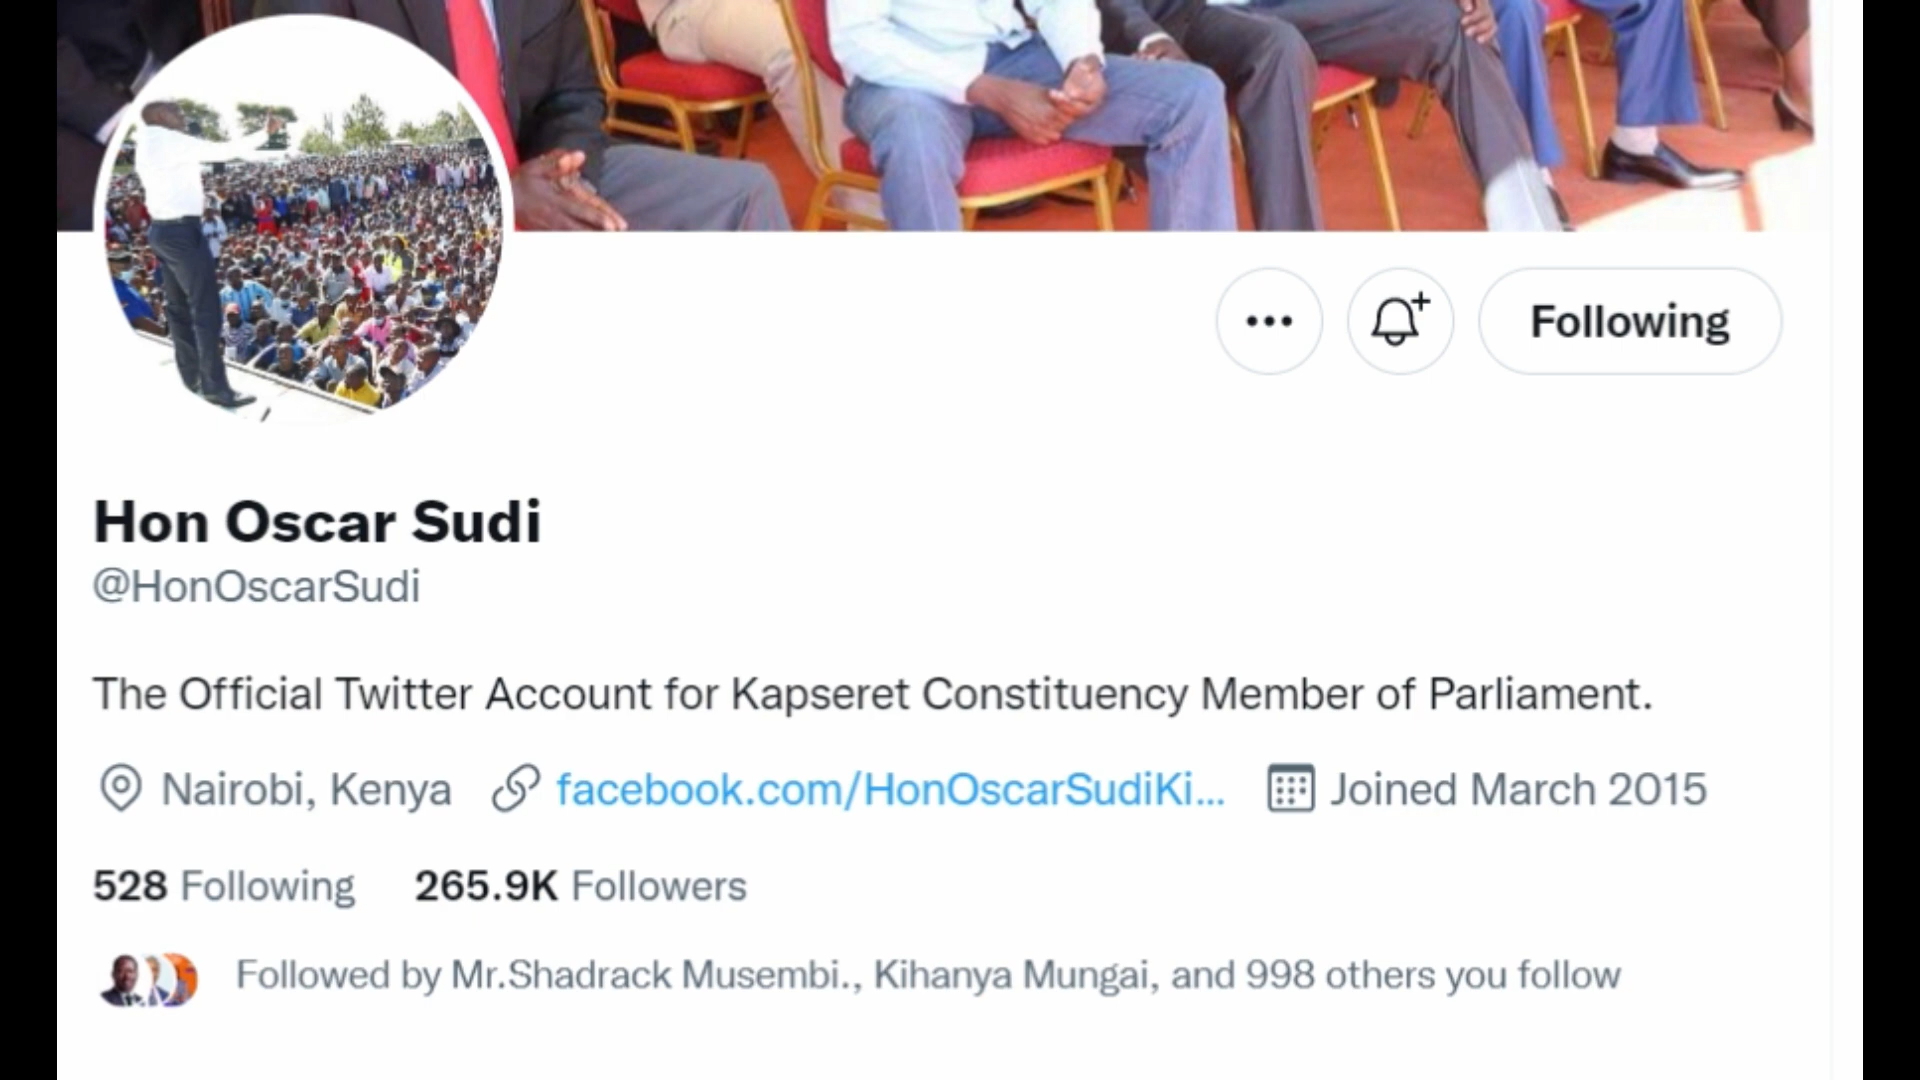 Following
Hon Oscar Sudi
@HonOscarSudi
The Official Twitter Account for Kapseret Constituency Member of Parliament.
Nairobi, Kenya facebook.com/HonOscarSudiKi... Joined March 2015
528 Following 265.9K Followers
Followed by Mr.Shadrack Musembi., Kihanya Mungai, and 998 others you follow